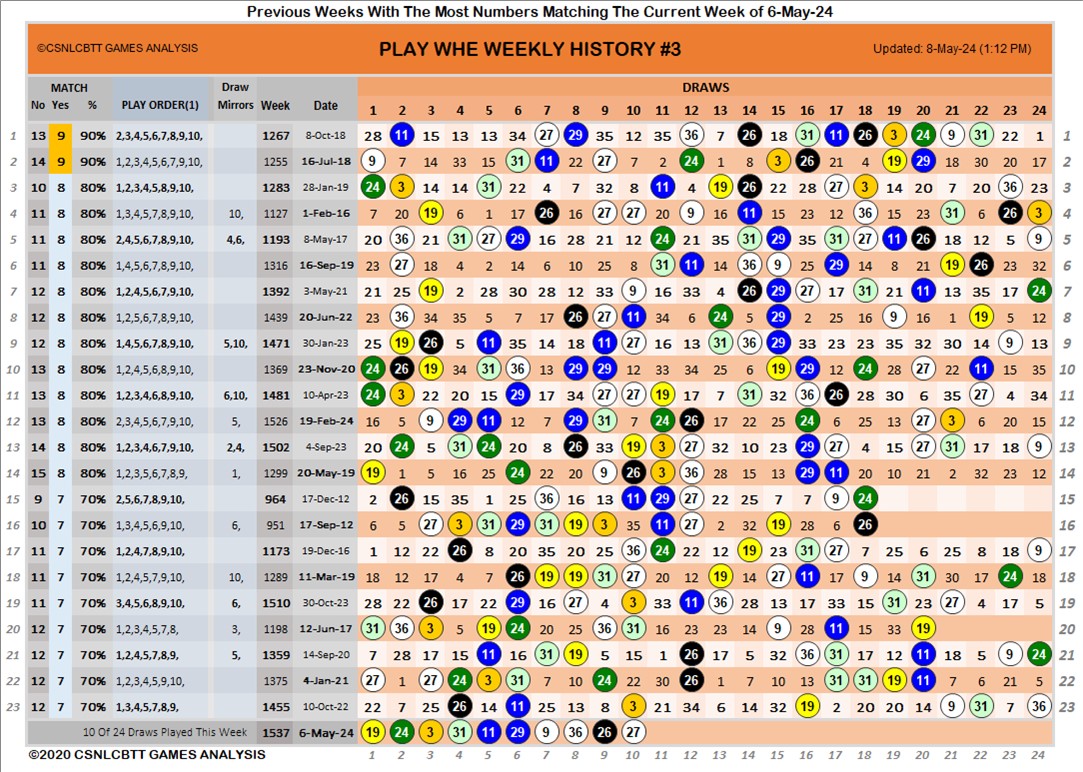 Previous Weeks With The Most Numbers Matching The Current Week of 6-May-24
©CSNLCBTT GAMES ANALYSIS PLAY WHE WEEKLY HISTORY #3 Updated: 8-May-24 (1:12 PM)
MATCH Draw DRAWS
No Yes % PLAY ORDER(1) Mirrors Week Date 1 2 3 4 5 6 7 8 9 10 11 12 13 14 15 16 17 18 19 20 21 22 23 24
1 13 9 90% 2,3,4,5,6,7,8,9,10, 1267 8-Oct-18 28 11 15 13 13 34 27 29 35 12 35 36 7 26 16 31 11 26 3 24 9 31 22 1 1
2 14 9 90% 1,2,3,4,5,6,7,9,10, 1255 16-Jul-18 9 7 14 33 15 31 11 22 27 7 2 24 1 8 3 26 21 4 19 29 18 30 20 17 2
3 10 8 80% 1,2,3,4,5,8,9,10, 1283 28-Jan-19 24 3 14 14 31 22 4 7 32 8 11 4 19 26 22 28 27 3 14 20 7 20 36 23 3
4 11 8 80% 1,3,4,5,7,8,9,10, 10, 1127 1-Feb-16 7 20 19 6 1 17 26 16 27 27 20 9 16 11 15 23 12 36 15 21 31 6 26 3 4
5 11 8 80% 2,4,5,6,7,8,9,10, 4,6, 1193 8-May-17 20 36 21 31 27 29 16 28 21 11 24 21 35 31 29 35 31 27 11 26 18 12 5 9 5
6 11 8 80% 1,4,5,6,7,8,9,10, 1316 16-Sep-19 23 27 18 4 2 14 6 10 25 8 31 11 14 36 9 25 29 14 8 21 19 26 23 32 6
7 11 8 80% 1,2,4,5,6,7,9,10, 1392 3-May-21 21 25 19 2 28 30 28 12 33 9 16 33 4 26 29 27 17 31 21 11 13 35 17 24 7
8 12 8 80% 1,2,5,6,7,8,9,10, 1439 20-Jun-22 23 36 34 35 5 7 17 26 27 11 34 6 24 5 29 2 25 16 9 16 1 19 5 12 8
9 12 8 80% 1,4,5,6,7,8,9,10, 5,10, 1471 30-Jan-23 25 19 26 5 11 35 14 18 11 27 16 13 31 36 29 33 23 23 35 32 30 14 9 13 9
10 13 8 80% 1,2,4,5,6,8,9,10, 1369 23-Nov-20 24 26 19 34 31 36 13 29 29 12 33 34 25 6 19 29 12 24 28 27 22 11 15 35 10
11 13 8 80% 1,2,3,4,6,8,9,10, 6,10, 1481 10-Apr-23 24 3 22 20 15 29 17 34 27 27 19 17 7 31 32 36 26 28 30 6 35 27 4 34 11
12 13 8 80% 2,3,4,5,6,7,9,10, 5, 1526 19-Feb-24 16 5 9 29 11 12 7 29 31 7 24 26 17 22 25 24 6 12 15 27 3 6 20 15 12
13 14 8 80% 1,2,3,4,6,7,9,10, 2,4, 1502 4-Sep-23 20 24 5 31 24 28 8 26 10 19 3 27 32 10 23 29 27 4 15 27 31 17 18 9 13
14 15 8 80% 1,2,3,5,6,7,8,9, 1, 1299 20-May-19 19 1 5 16 25 24 22 20 9 26 3 36 28 14 15 29 11 20 10 21 2 32 23 12 14
15 9 7 70% 2,5,6,7,8,9,10, 964 17-Dec-12 2 26 15 35 1 25 36 16 13 11 29 27 22 25 7 7 9 24 15
16 10 7 70% 1,3,4,5,6,9,10, 6, 951 17-Sep-12 6 5 27 3 31 29 31 19 3 35 11 27 2 32 19 28 6 26 16
17 11 7 70% 1,2,4,7,8,9,10, 1173 19-Dec-16 1 12 22 26 8 20 35 20 25 36 24 22 12 19 23 31 27 7 25 6 25 8 18 9 17
18 11 7 70% 1,2,4,5,7,9,10, 10, 1289 11-Mar-19 18 12 17 4 7 26 19 19 31 27 20 12 19 14 27 11 17 9 14 31 30 17 24 18 18
19 11 7 70% 3,4,5,6,8,9,10, 6, 1510 30-Oct-23 28 22 26 17 22 29 16 27 4 3 33 11 36 28 13 17 33 15 31 23 27 4 17 5 19
20 12 7 70% 1,2,3,4,5,7,8, 3, 1198 12-Jun-17 31 36 3 5 19 24 20 25 36 31 16 23 23 14 9 28 11 15 33 19 20
21 12 7 70% 1,2,4,5,7,8,9, 5, 1359 14-Sep-20 7 28 17 15 11 16 31 19 5 15 1 26 17 5 32 36 31 12 20 11 18 5 9 24 21
22 12 7 70% 1,2,3,4,5,9,10, 1375 4-Jan-21 27 1 27 24 3 31 7 10 24 22 30 26 1 7 10 13 31 31 19 11 7 6 21 5 22
23 12 7 70% 1,3,4,5,7,8,9, 1455 10-Oct-22 22 7 25 26 16 11 25 10 8 3 21 34 6 14 32 19 2 20 20 14 9 31 7 36 23
10 Of 24 Draws Played This Week 1537 6-May-24 19 24 3 31 11 29 9 36 26 27
©2020 CSNLCBTT GAMES ANALYSIS 1 2 3 4 5 6 7 8 9 10 11 12 13 14 15 16 17 18 19 20 21 22 23 24